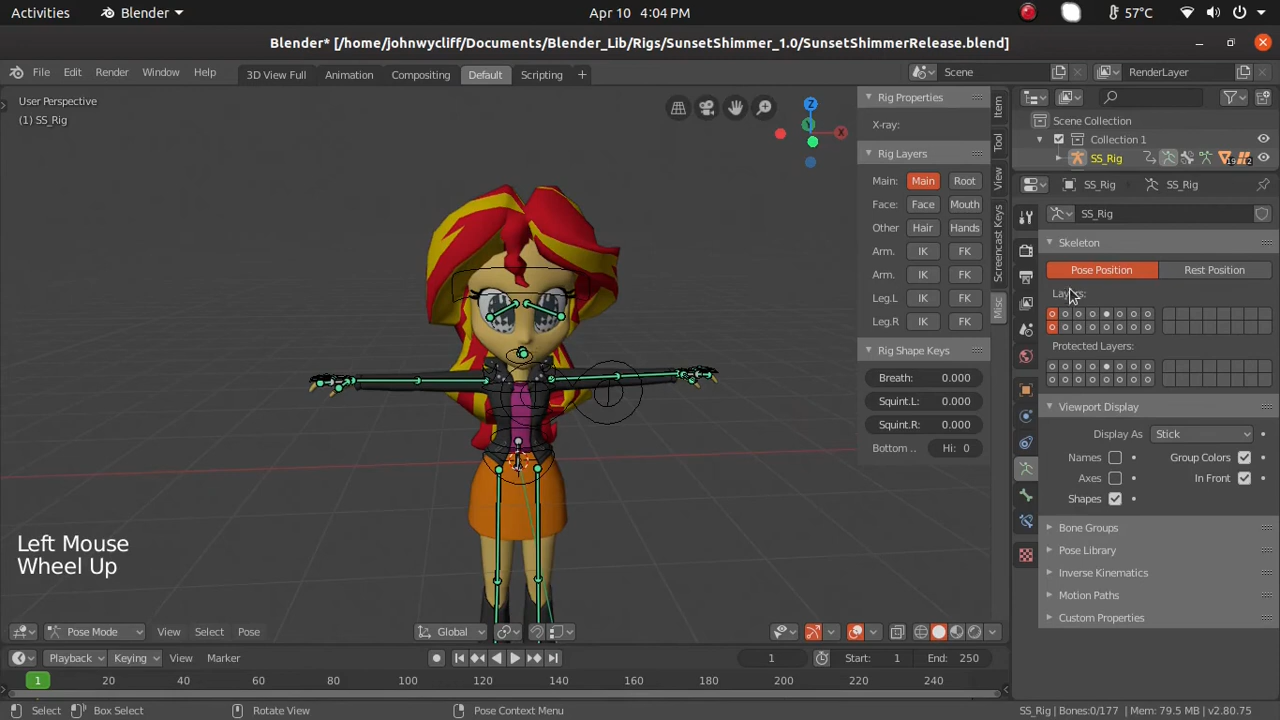 Activities
Blender
Apr 10 4:04 PM
57°C
Blender* [/home/johnwycliff/Documents/Blender_Lib/Rigs/SunsetShimmer_1.0/SunsetShimmerRelease.blend]
File Edit Render Window Help
3D View Full Animation Compositing Default Scripting +
Scene
RenderLayer
User Perspective
(1) SS_Rig
Z
Y
X
Rig Properties
X-ray:
Rig Layers
Main: Main Root
Face: Face Mouth
Other Hair Hands
Arm. IK FK
Arm. IK FK
Leg.L IK FK
Leg.R IK FK
Rig Shape Keys
Breath: 0.000
Squint.L: 0.000
Squint.R: 0.000
Bottom .. Hi: 0
Item
Tool
View
Screencast Keys
Misc
Scene Collection
Collection 1
SS_Rig
19
2
SS_Rig
SS_Rig
SS_Rig
Skeleton
Pose Position Rest Position
Layers:
Protected Layers:
Viewport Display
Display As Stick
Names Group Colors
Axes In Front
Shapes
Bone Groups
Pose Library
Inverse Kinematics
Motion Paths
Custom Properties
Left Mouse
Wheel Up
Pose Mode View Select Pose Global
Playback Keying View Marker 1 Start: 1 End: 250
1 20 40 60 80 100 120 140 160 180 200 220 240
Select Box Select Rotate View Pose Context Menu
SS_Rig | Bones:0/177 | Mem: 79.5 MB | v2.80.75